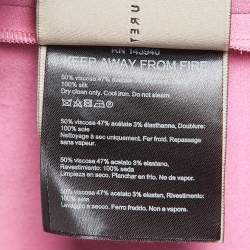 RN 143940
KEEP AWAY FROM FIRE
50% viscose 47% acetate 3% elastane, Lining:
100% silk
Dry clean only. Cool iron. Do not steam.
50% viscose 47% acétate 3% élasthanne, Doublure:
100% soie
Nettoyage à sec uniquement. Fer froid. Repassage
sans vapeur.
50% viscosa 47% acetato 3% elastano, Revestimiento:
100% seda
Limpieza en seco. Planchar en frío. No a vapor.
50% viscosa 47% acetato 3% elastan, Rivestimento:
100% seta
Lavaggio a secco. Ferro freddo. Non a vapore.